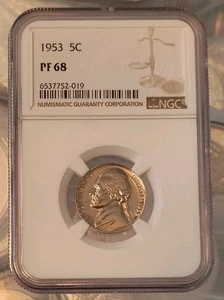 1953 5C
PF 68
6537752-019
NUMISMATIC GUARANTY CORPORATION
NGC